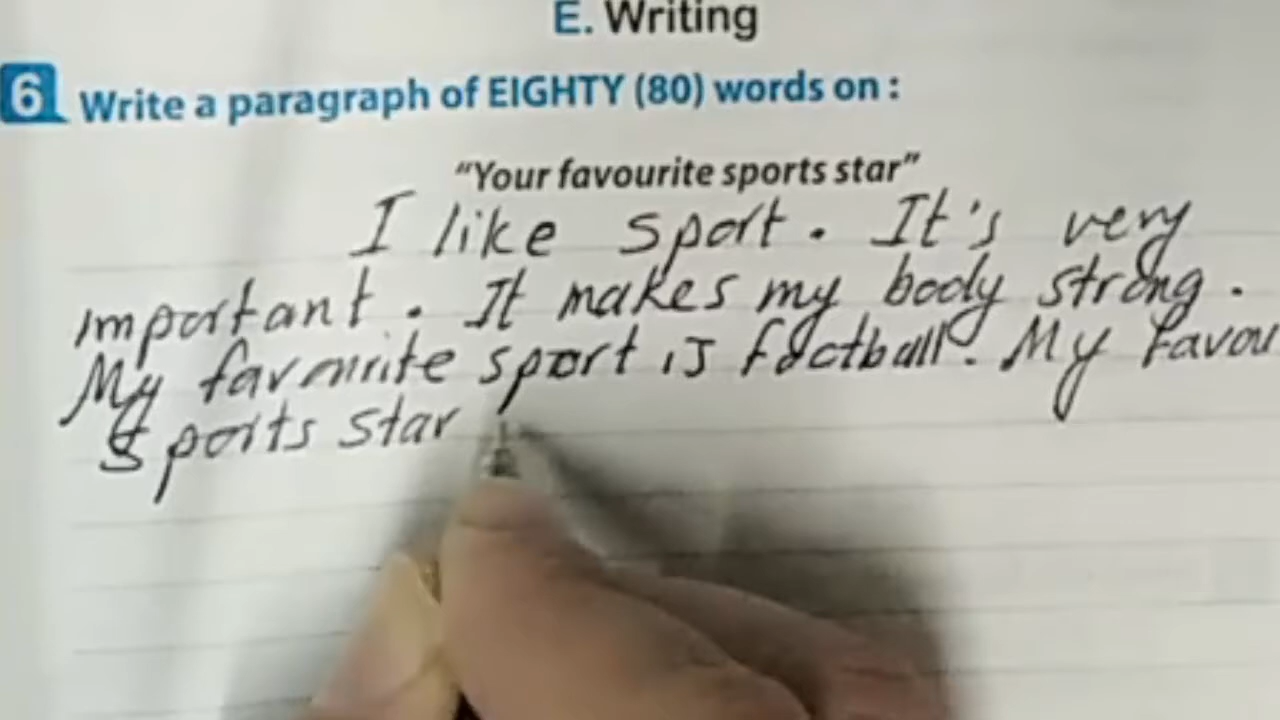 E. Writing
6 Write a paragraph of EIGHTY (80) words on :
"Your favourite sports star"
I like sport. It's very
important. It makes my body strong.
My favourite sport is football. My favou
sports star